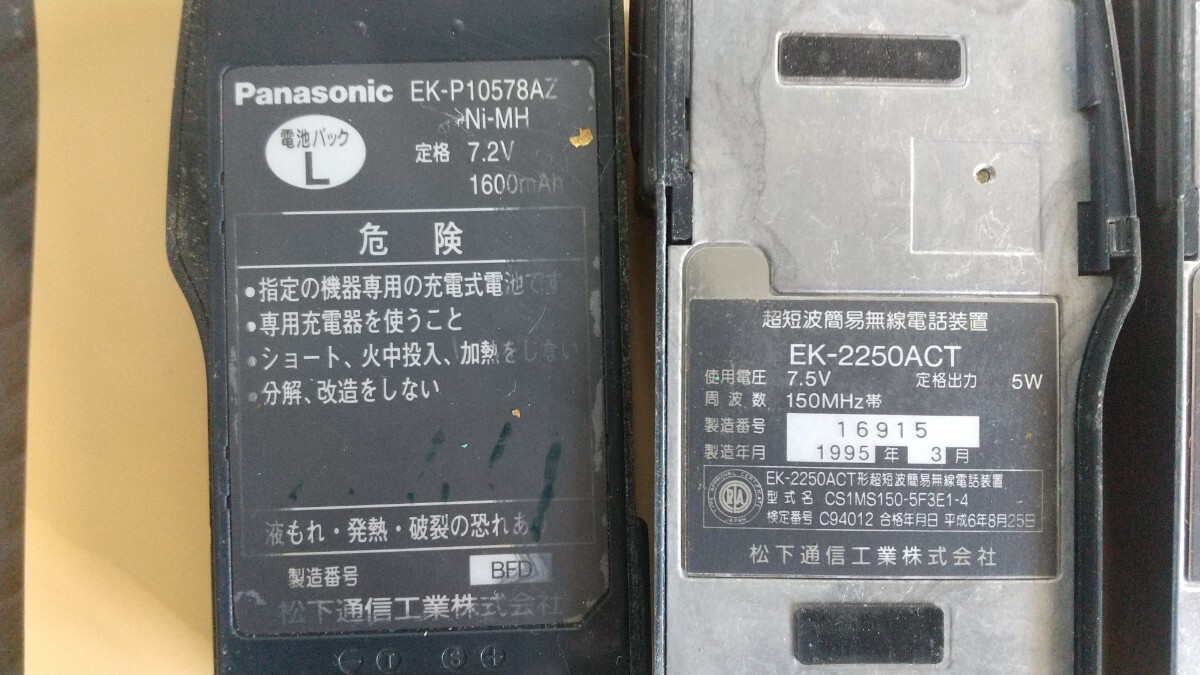 Panasonic EK-P10578AZ
Ni-MH
電池パック
L
定格 7.2V
1600mAh
危険
•指定の機器専用の充電式電池です
•専用充電器を使うこと
•ショート、火中投入、加熱をしない
•分解、改造をしない
液もれ・発熱・破裂の恐れあ
製造番号 BFD
松下通信工業株式会社
⊖ Ⓣ Ⓢ ⊕
超短波簡易無線電話装置
EK-2250ACT
使用電圧 7.5V 定格出力 5W
周波数 150MHz帯
製造番号 16915
製造年月 1995年 3月
EK-2250ACT形超短波簡易無線電話装置
型式名 CS1MS150-5F3E1-4
検定番号 C94012 合格年月日 平成6年8月25日
松下通信工業株式会社